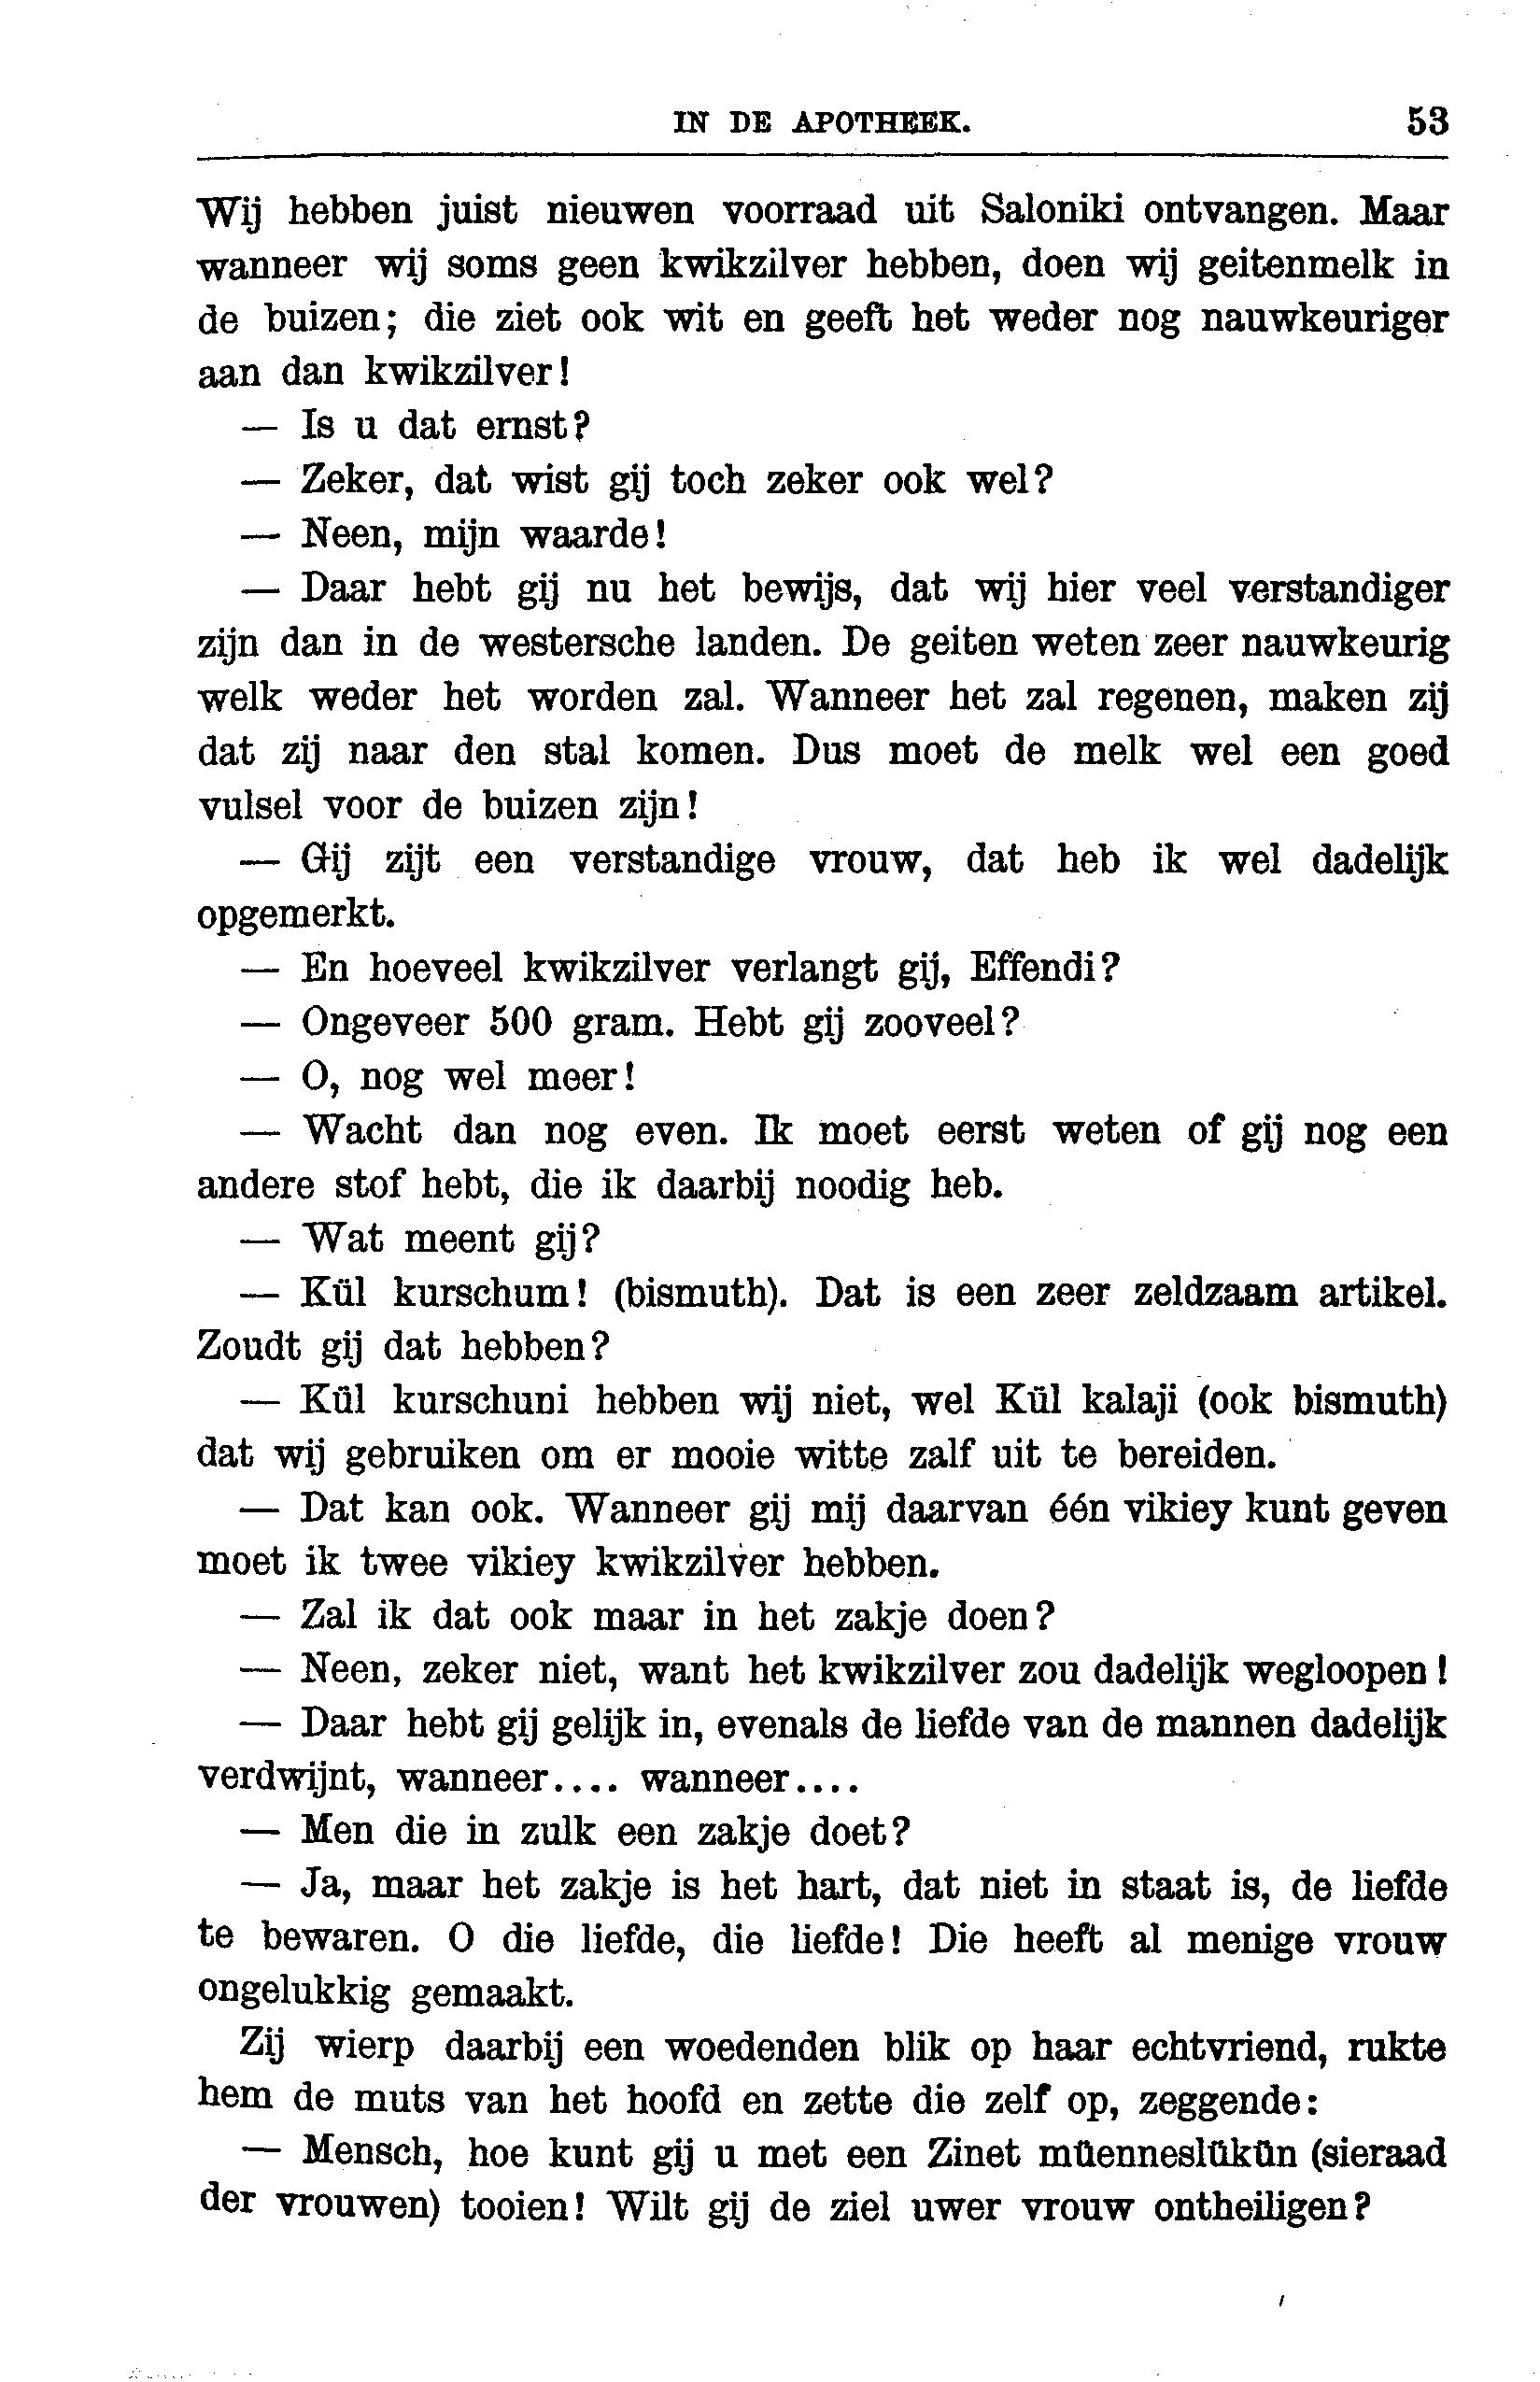 IN DE APOTHEEK. 53
Wij hebben juist nieuwen voorraad uit Saloniki ontvangen. Maar
wanneer wij soms geen kwikzilver hebben, doen wij geitenmelk in
de buizen; die ziet ook wit en geeft het weder nog nauwkeuriger
aan dan kwikzilver!
— Is u dat ernst?
— Zeker, dat wist gij toch zeker ook wel?
— Neen, mijn waarde!
— Daar hebt gij nu het bewijs, dat wij hier veel verstandiger
zijn dan in de westersche landen. De geiten weten zeer nauwkeurig
welk weder het worden zal. Wanneer het zal regenen, maken zij
dat zij naar den stal komen. Dus moet de melk wel een goed
vulsel voor de buizen zijn!
— Gij zijt een verstandige vrouw, dat heb ik wel dadelijk
opgemerkt.
— En hoeveel kwikzilver verlangt gij, Effendi?
— Ongeveer 500 gram. Hebt gij zooveel?
— O, nog wel meer!
— Wacht dan nog even. Ik moet eerst weten of gij nog een
andere stof hebt, die ik daarbij noodig heb.
— Wat meent gij?
— Kül kurschum! (bismuth). Dat is een zeer zeldzaam artikel.
Zoudt gij dat hebben?
— Kül kurschuni hebben wij niet, wel Kül kalaji (ook bismuth)
dat wij gebruiken om er mooie witte zalf uit te bereiden.
— Dat kan ook. Wanneer gij mij daarvan één vikiey kunt geven
moet ik twee vikiey kwikzilver hebben.
— Zal ik dat ook maar in het zakje doen?
— Neen, zeker niet, want het kwikzilver zou dadelijk wegloopen!
— Daar hebt gij gelijk in, evenals de liefde van de mannen dadelijk
verdwijnt, wanneer.... wanneer....
— Men die in zulk een zakje doet?
— Ja, maar het zakje is het hart, dat niet in staat is, de liefde
te bewaren. O die liefde, die liefde! Die heeft al menige vrouw
ongelukkig gemaakt.
Zij wierp daarbij een woedenden blik op haar echtvriend, rukte
hem de muts van het hoofd en zette die zelf op, zeggende:
— Mensch, hoe kunt gij u met een Zinet müenneslükün (sieraad
der vrouwen) tooien! Wilt gij de ziel uwer vrouw ontheiligen?